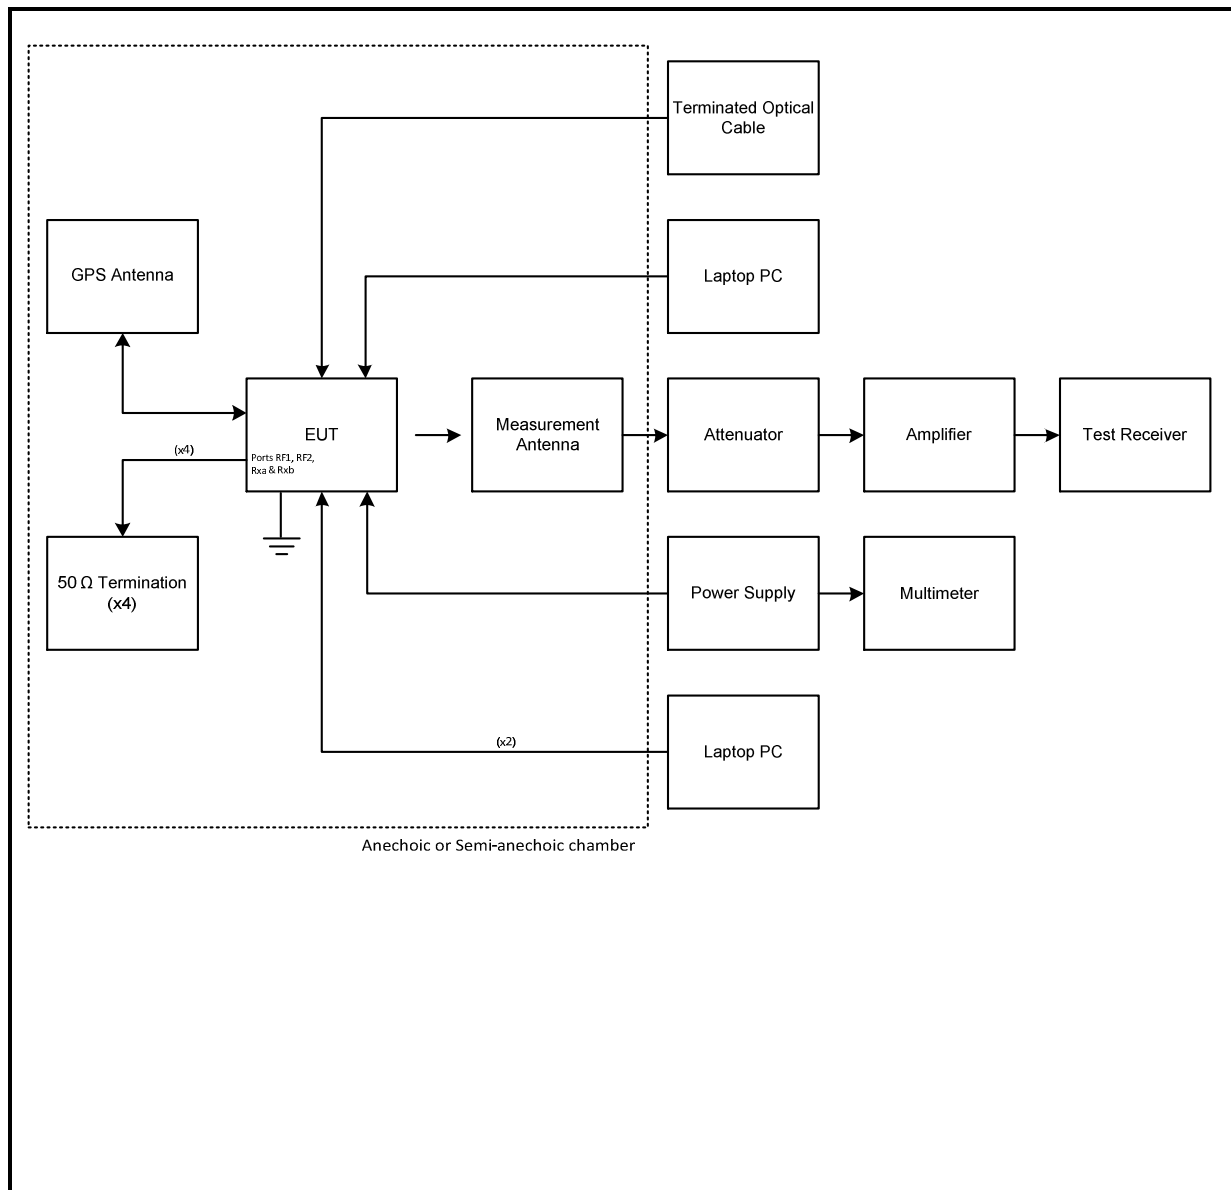 Terminated Optical
Cable
GPS Antenna
Laptop PC
EUT
Ports RF1, RF2,
Rxa & Rxb
Measurement
Antenna
Attenuator
Amplifier
Test Receiver
(x4)
50 Ω Termination
(x4)
Power Supply
Multimeter
(x2)
Laptop PC
Anechoic or Semi-anechoic chamber